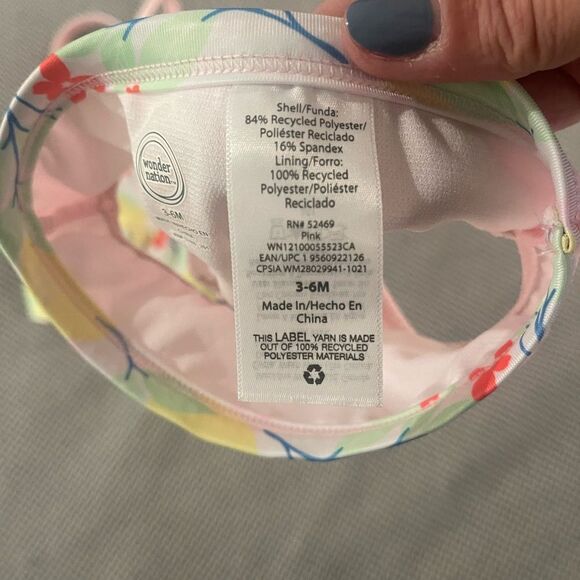 wonder
nation
3-6M
Shell/Funda:
84% Recycled Polyester/
Poliéster Reciclado
16% Spandex
Lining/Forro:
100% Recycled
Polyester/Poliéster
Reciclado
RN# 52469
Pink
WN12100055523CA
EAN/UPC 1 9560922126
CPSIA WM28029941-1021
3-6M
Made in/Hecho En
China
THIS LABEL YARN IS MADE
OUT OF 100% RECYCLED
POLYESTER MATERIALS